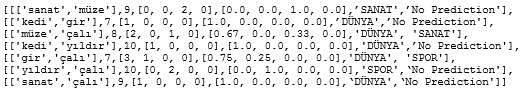 [[['sanat','müze'],9,[0, 0, 2, 0],[0.0, 0.0, 1.0, 0.0],'SANAT','No Prediction'],
[['kedi','gir'],7,[1, 0, 0, 0],[1.0, 0.0, 0.0, 0.0],'DÜNYA','No Prediction'],
[['müze','çalı'],8,[2, 0, 1, 0],[0.67, 0.0, 0.33, 0.0],'DÜNYA', 'SANAT'],
[['kedi','yıldır'],10,[1, 0, 0, 0],[1.0, 0.0, 0.0, 0.0],'DÜNYA','No Prediction'],
[['gir','çalı'],7,[3, 1, 0, 0],[0.75, 0.25, 0.0, 0.0],'DÜNYA', 'SPOR'],
[['yıldır','çalı'],10,[0, 2, 0, 0],[0.0, 1.0, 0.0, 0.0],'SPOR','No Prediction'],
[['sanat','çalı'],9,[1, 0, 0, 0],[1.0, 0.0, 0.0, 0.0],'DÜNYA','No Prediction']]